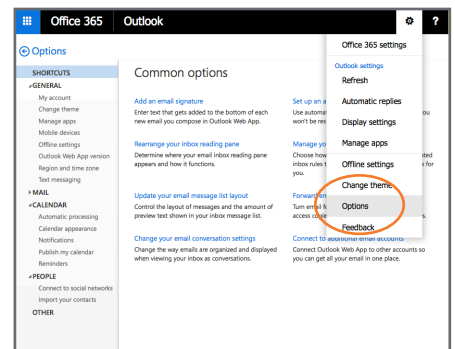 Office 365
Outlook
?
Options
SHORTCUTS
GENERAL
My account
Change theme
Manage apps
Mobile devices
Offline settings
Outlook Web App version
Region and time zone
Text messaging
MAIL
CALENDAR
Automatic processing
Calendar appearance
Notifications
Publish my calendar
Reminders
PEOPLE
Connect to social networks
Import your contacts
OTHER
Common options
Add an email signature
Enter text that gets added to the bottom of each
new email you compose in Outlook Web App.
Rearrange your inbox reading pane
Determine where your email inbox reading pane
appears and how it functions.
Update your email message list layout
Control the layout of messages and the amount of
preview text shown in your inbox message list.
Change your email conversation settings
Change the way emails are organized and displayed
when viewing your inbox as conversations.
Set up an
Use
won't be
Manage
Choose how
inbox rules for
you.
Forward
Turn email
access
Connect to additional email accounts
Connect Outlook Web App to other accounts so
you can get all your email in one place.
Office 365 settings
Outlook settings
Refresh
Automatic replies
Display settings
Manage apps
Offline settings
Change theme
Options
Feedback